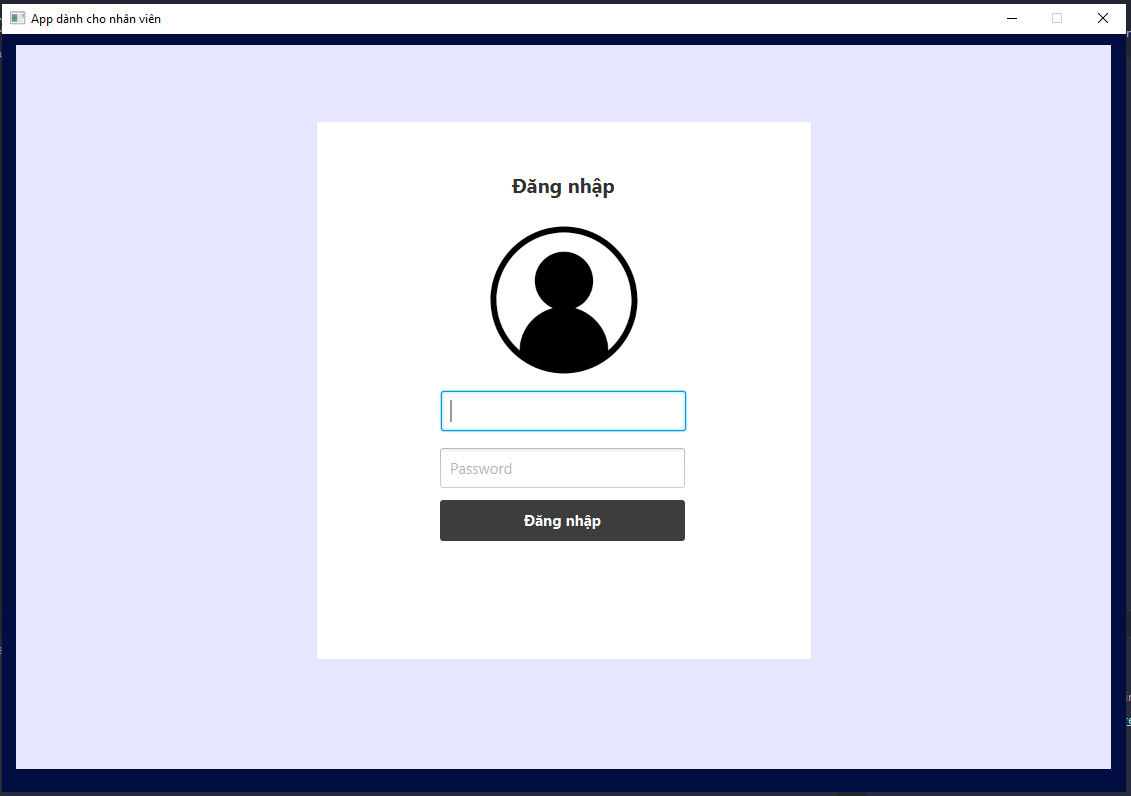 App dành cho nhân viên
Đăng nhập
Password
Đăng nhập